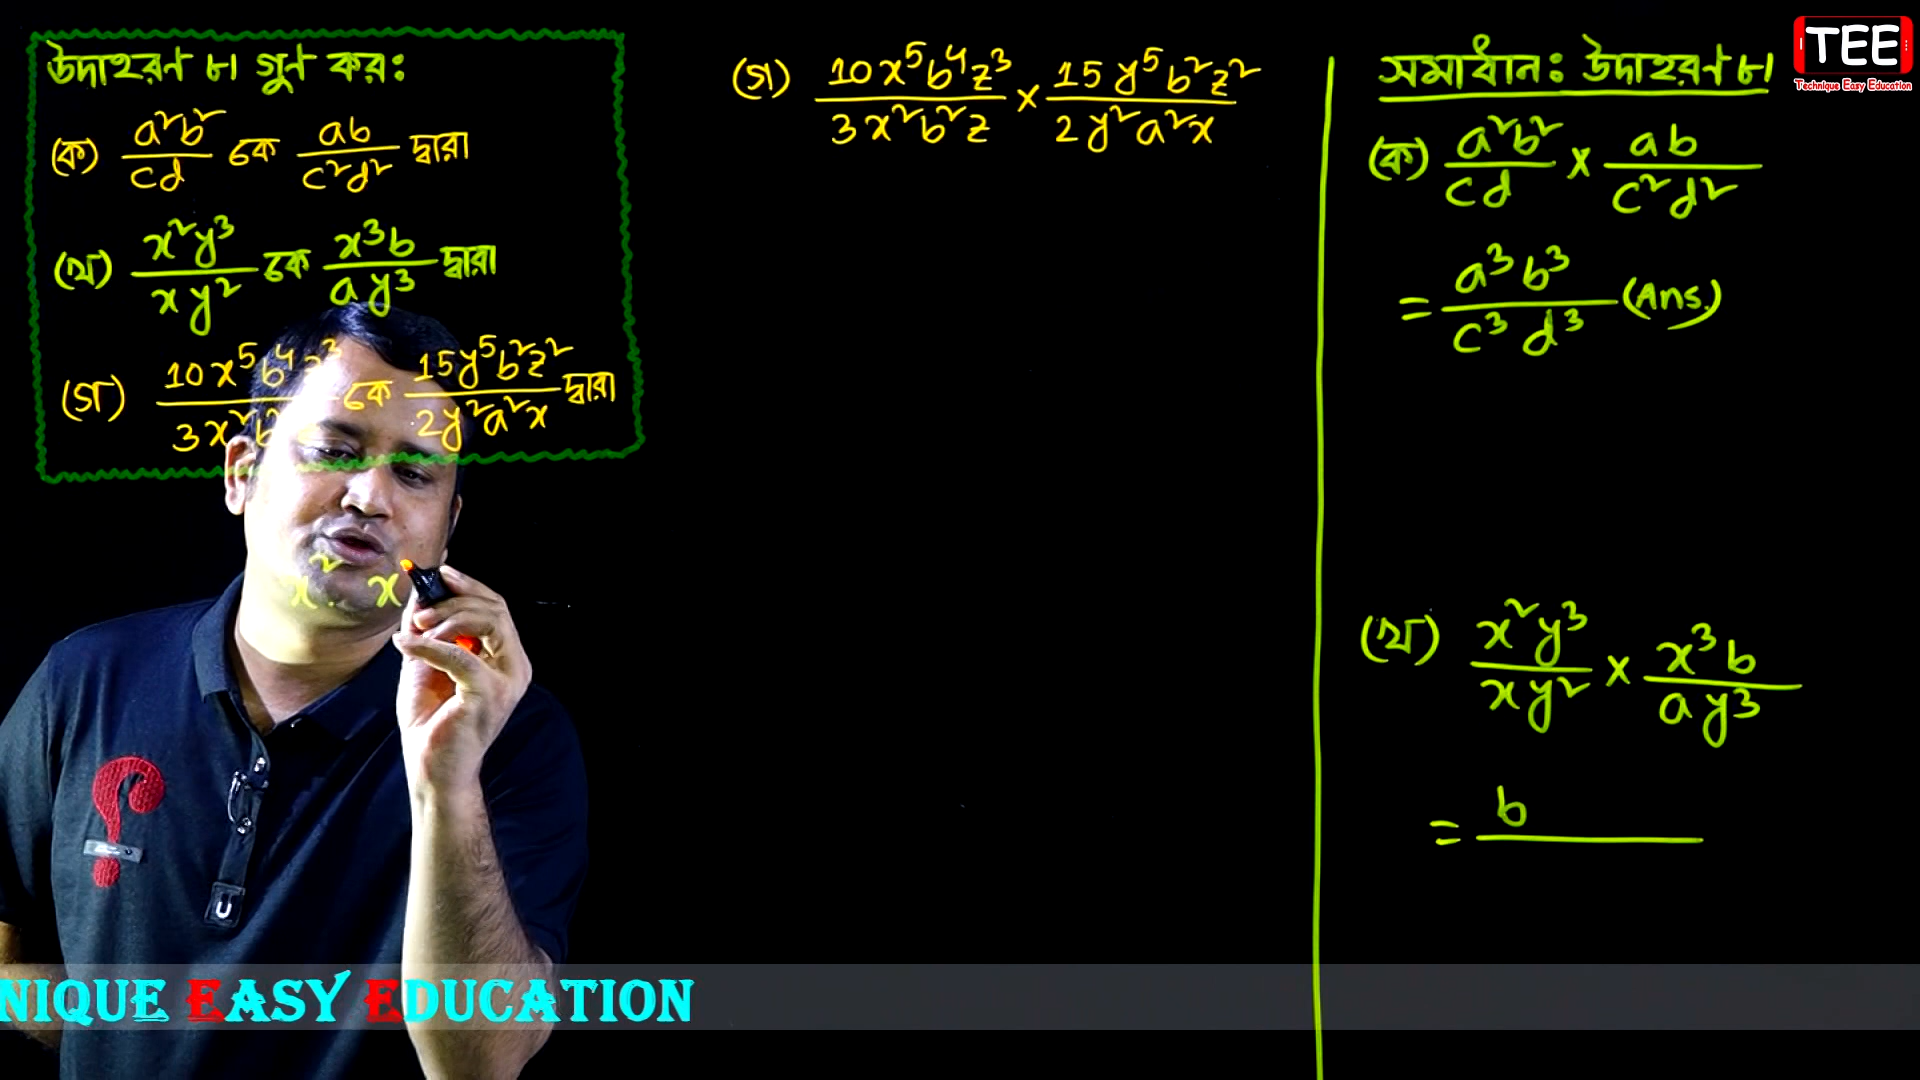 উদাহরণ ৮। গুণ কর:
(ক) a²b²/cd কে ab/c²d² দ্বারা
(খ) x²y³/xy² কে x³b/ay³ দ্বারা
(গ) 10x⁵b⁴z³/3x²b² কে 15y⁵b²z²/2y²a²x দ্বারা
x². x
(গ) 10x⁵b⁴z³/3x²b²z × 15y⁵b²z²/2y²a²x
সমাধান: উদাহরণ ৮।
(ক) a²b²/cd × ab/c²d²
= a³b³/c³d³ (Ans.)
(খ) x²y³/xy² × x³b/ay³
= b
TEE
Technique Easy Education
U
NIQUE EASY EDUCATION